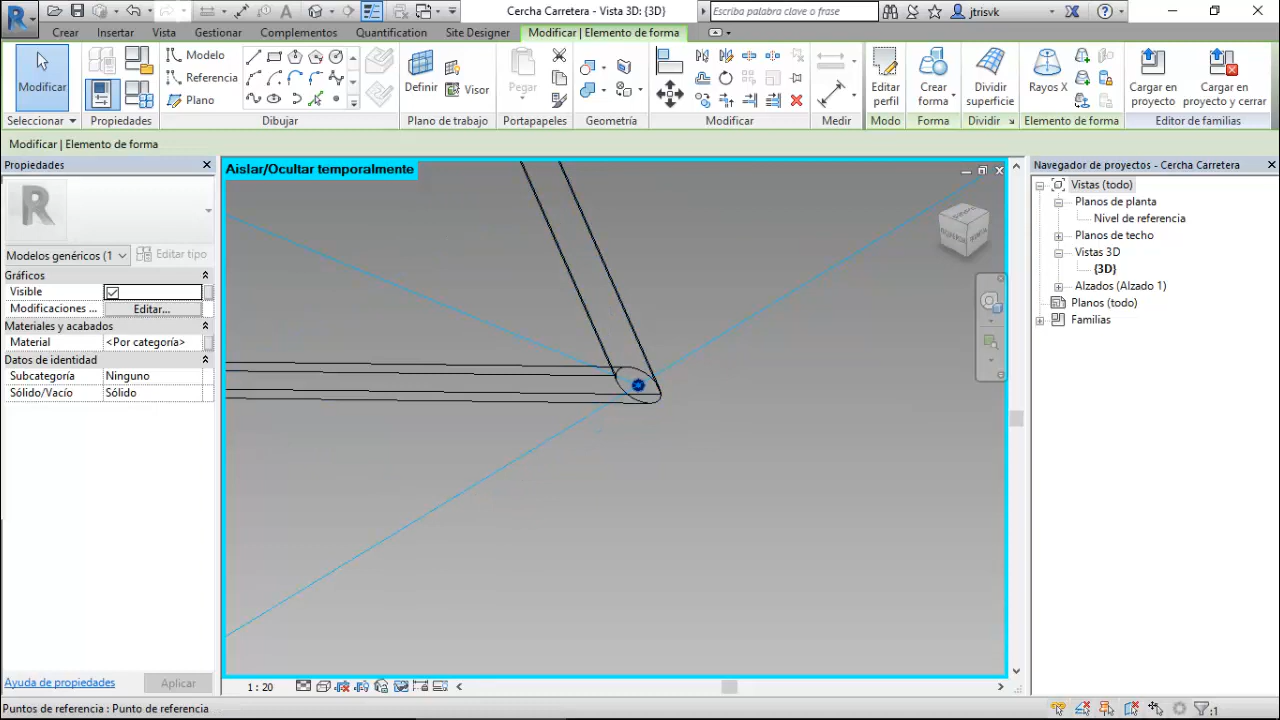 Cercha Carretera - Vista 3D: {3D}
Escriba palabra clave o frase
jtrisvk
Crear
Insertar
Vista
Gestionar
Complementos
Quantification
Site Designer
Modificar | Elemento de forma
Modificar
Modelo
Referencia
Plano
Definir
Visor
Pegar
Editar
perfil
Crear
forma
Dividir
superficie
Rayos X
Cargar en
proyecto
Cargar en
proyecto y cerrar
Seleccionar
Propiedades
Dibujar
Plano de trabajo
Portapapeles
Geometría
Modificar
Medir
Modo
Forma
Dividir
Elemento de forma
Editor de familias
Modificar | Elemento de forma
Propiedades
Modelos genéricos (1
Editar tipo
Gráficos
Visible
Modificaciones ...
Editar...
Materiales y acabados
Material
<Por categoría>
Datos de identidad
Subcategoría
Ninguno
Sólido/Vacío
Sólido
Ayuda de propiedades
Aplicar
Aislar/Ocultar temporalmente
1 : 20
Navegador de proyectos - Cercha Carretera
Vistas (todo)
Planos de planta
Nivel de referencia
Planos de techo
Vistas 3D
{3D}
Alzados (Alzado 1)
Planos (todo)
Familias
Puntos de referencia : Punto de referencia
:1